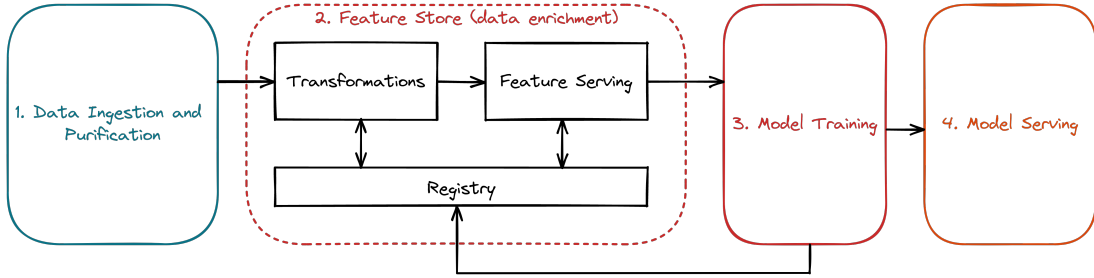 1. Data Ingestion and
Purification
2. Feature Store (data enrichment)
Transformations
Feature Serving
Registry
3. Model Training
4. Model Serving